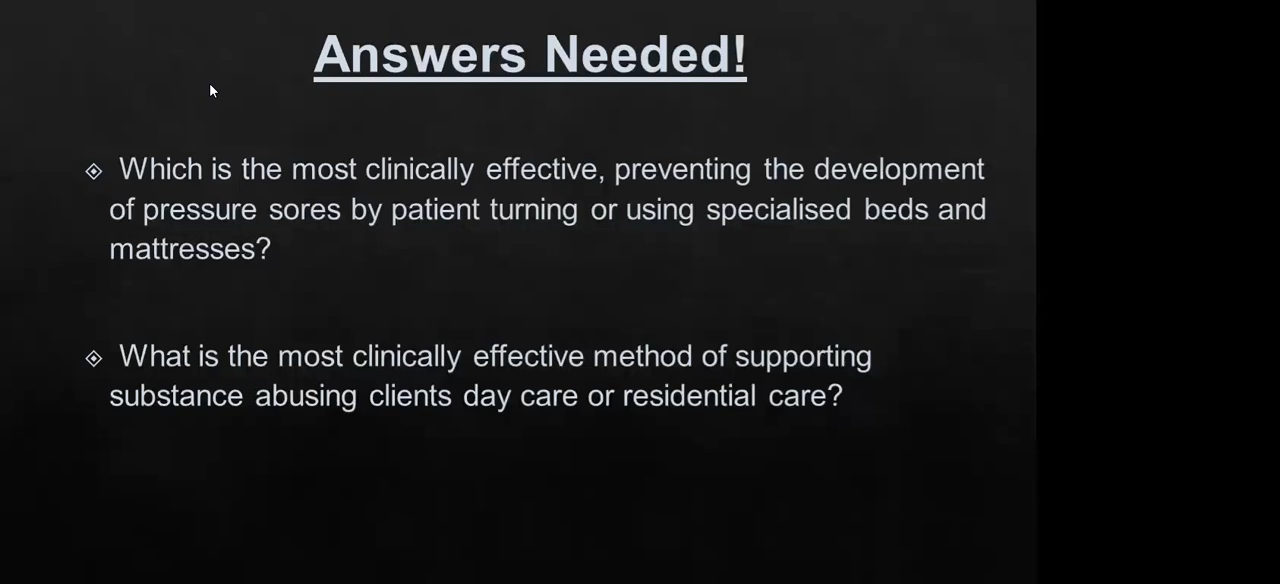 Answers Needed!
Which is the most clinically effective, preventing the development
of pressure sores by patient turning or using specialised beds and
mattresses?
What is the most clinically effective method of supporting
substance abusing clients day care or residential care?